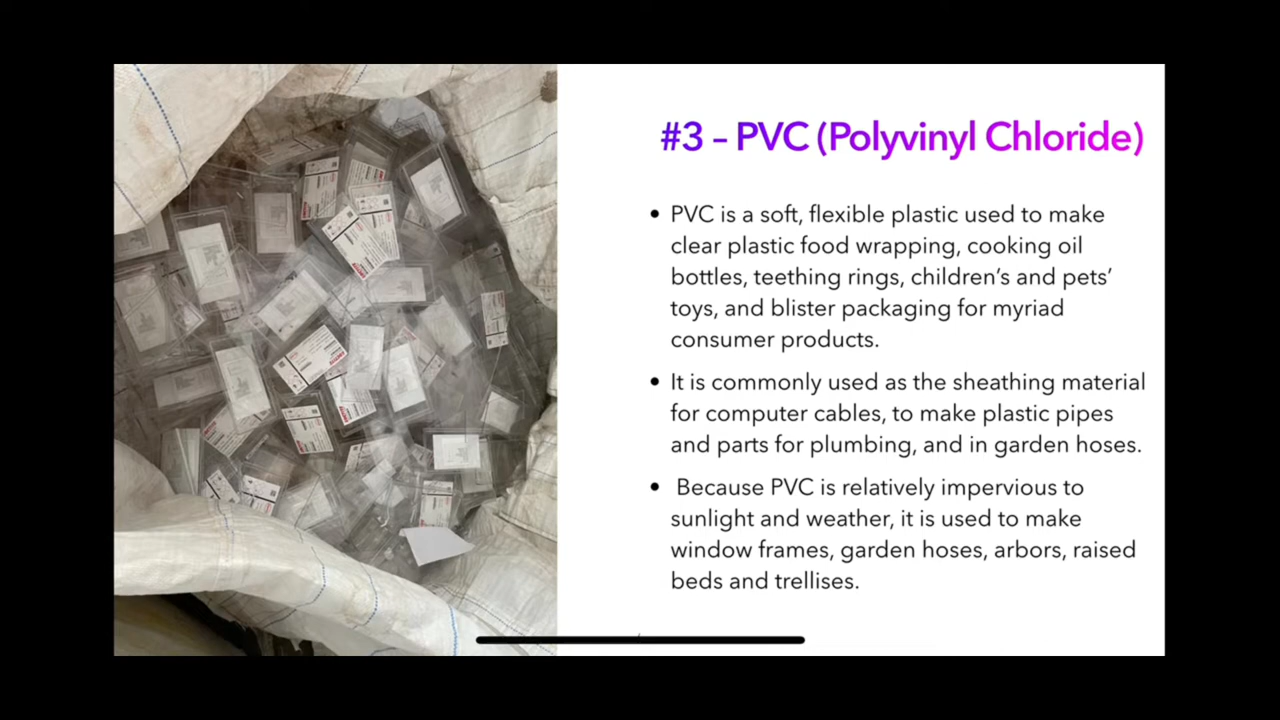 #3 – PVC (Polyvinyl Chloride)
• PVC is a soft, flexible plastic used to make
clear plastic food wrapping, cooking oil
bottles, teething rings, children’s and pets’
toys, and blister packaging for myriad
consumer products.
• It is commonly used as the sheathing material
for computer cables, to make plastic pipes
and parts for plumbing, and in garden hoses.
• Because PVC is relatively impervious to
sunlight and weather, it is used to make
window frames, garden hoses, arbors, raised
beds and trellises.